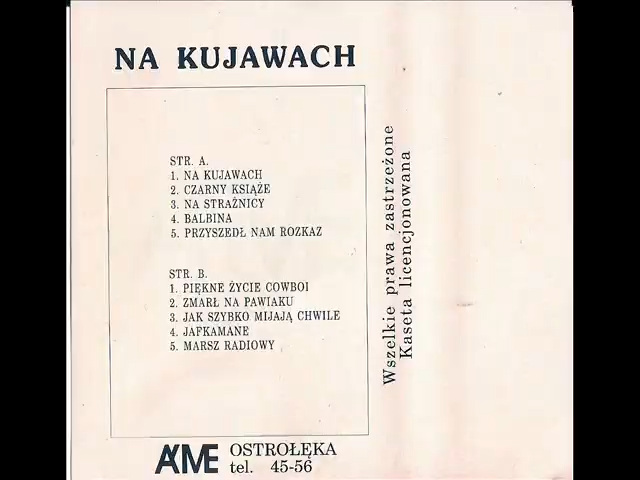 NA KUJAWACH
STR. A.
1. NA KUJAWACH
2. CZARNY KSIĄŻE
3. NA STRAŻNICY
4. BALBINA
5. PRZYSZEDŁ NAM ROZKAZ
STR. B.
1. PIĘKNE ŻYCIE COWBOI
2. ZMARŁ NA PAWIAKU
3. JAK SZYBKO MIJAJĄ CHWILE
4. JAFKAMANE
5. MARSZ RADIOWY
AKME OSTROŁĘKA
tel. 45-56
Wszelkie prawa zastrzeżone
Kaseta licencjonowana